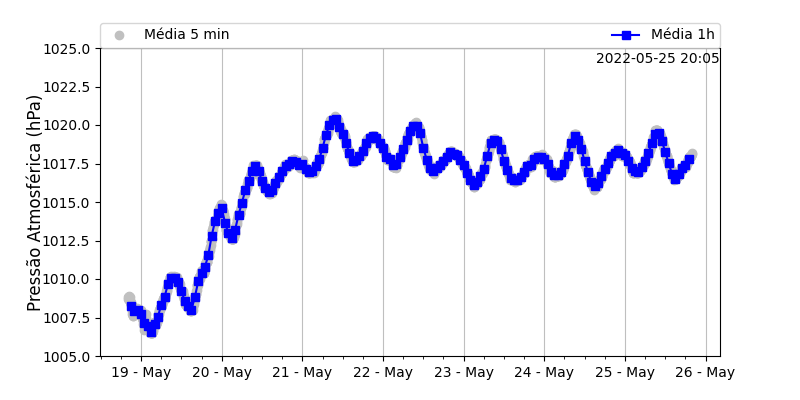 Média 5 min
Média 1h
2022-05-25 20:05
Pressão Atmosférica (hPa)
1025.0
1022.5
1020.0
1017.5
1015.0
1012.5
1010.0
1007.5
1005.0
19 - May
20 - May
21 - May
22 - May
23 - May
24 - May
25 - May
26 - May